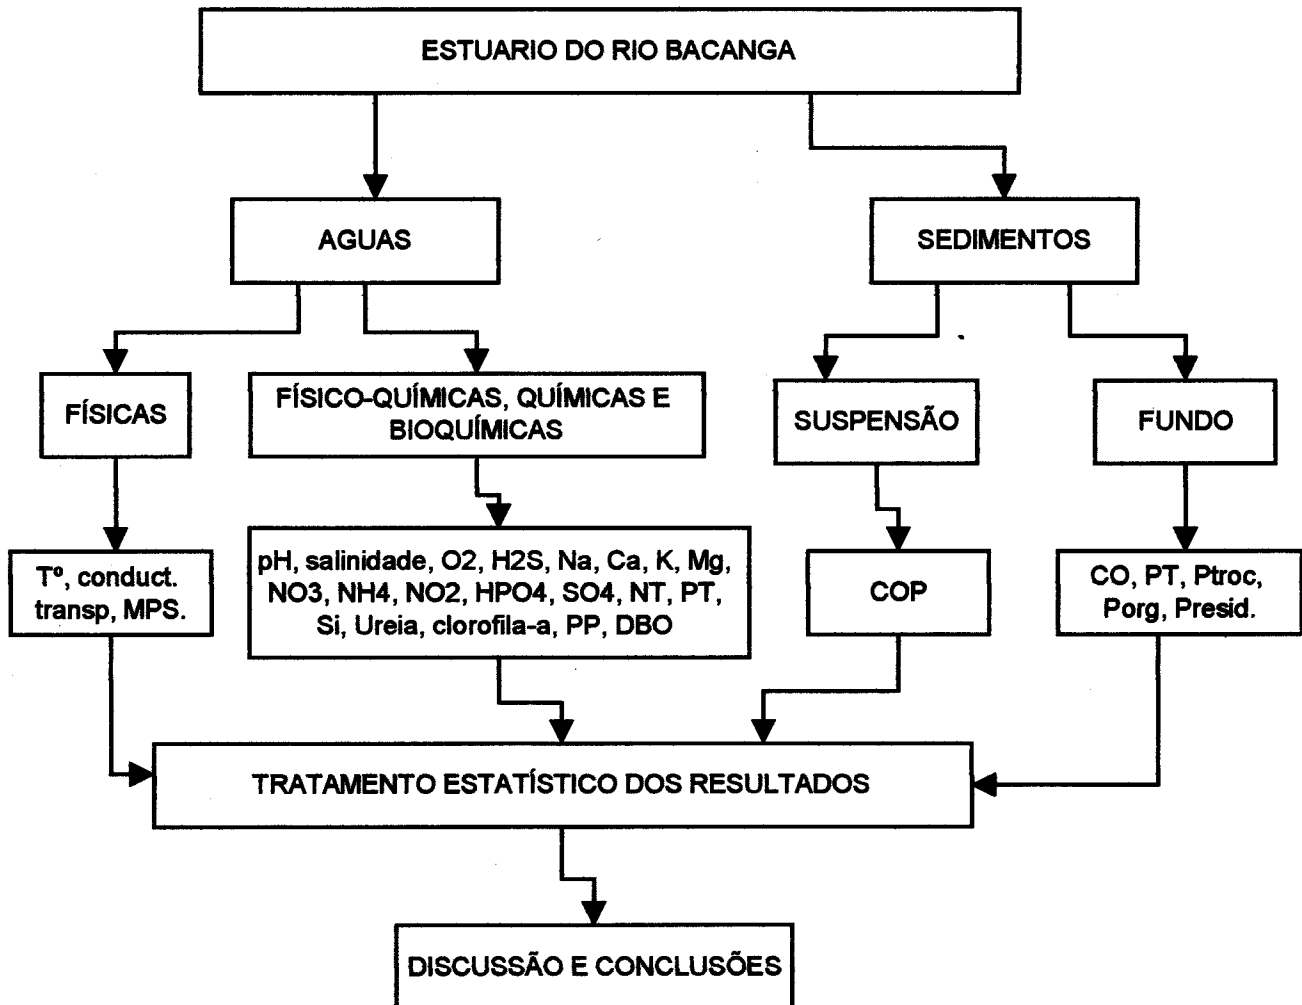 ESTUARIO DO RIO BACANGA
AGUAS
SEDIMENTOS
FÍSICAS
FÍSICO-QUÍMICAS, QUÍMICAS E
BIOQUÍMICAS
SUSPENSÃO
FUNDO
Tº, conduct.
transp, MPS.
pH, salinidade, O2, H2S, Na, Ca, K, Mg,
NO3, NH4, NO2, HPO4, SO4, NT, PT,
Si, Ureia, clorofila-a, PP, DBO
COP
CO, PT, Ptroc,
Porg, Presid.
TRATAMENTO ESTATÍSTICO DOS RESULTADOS
DISCUSSÃO E CONCLUSÕES